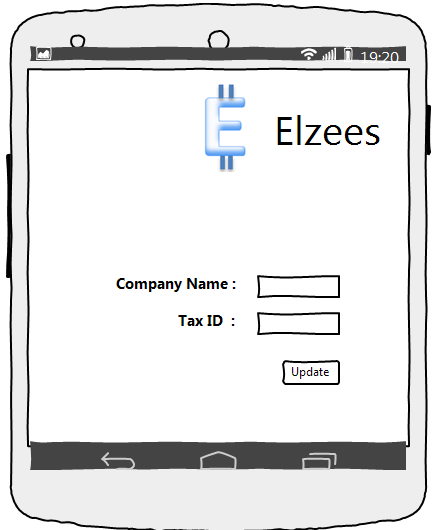 19:20
E Elzees
Company Name :
Tax ID :
Update